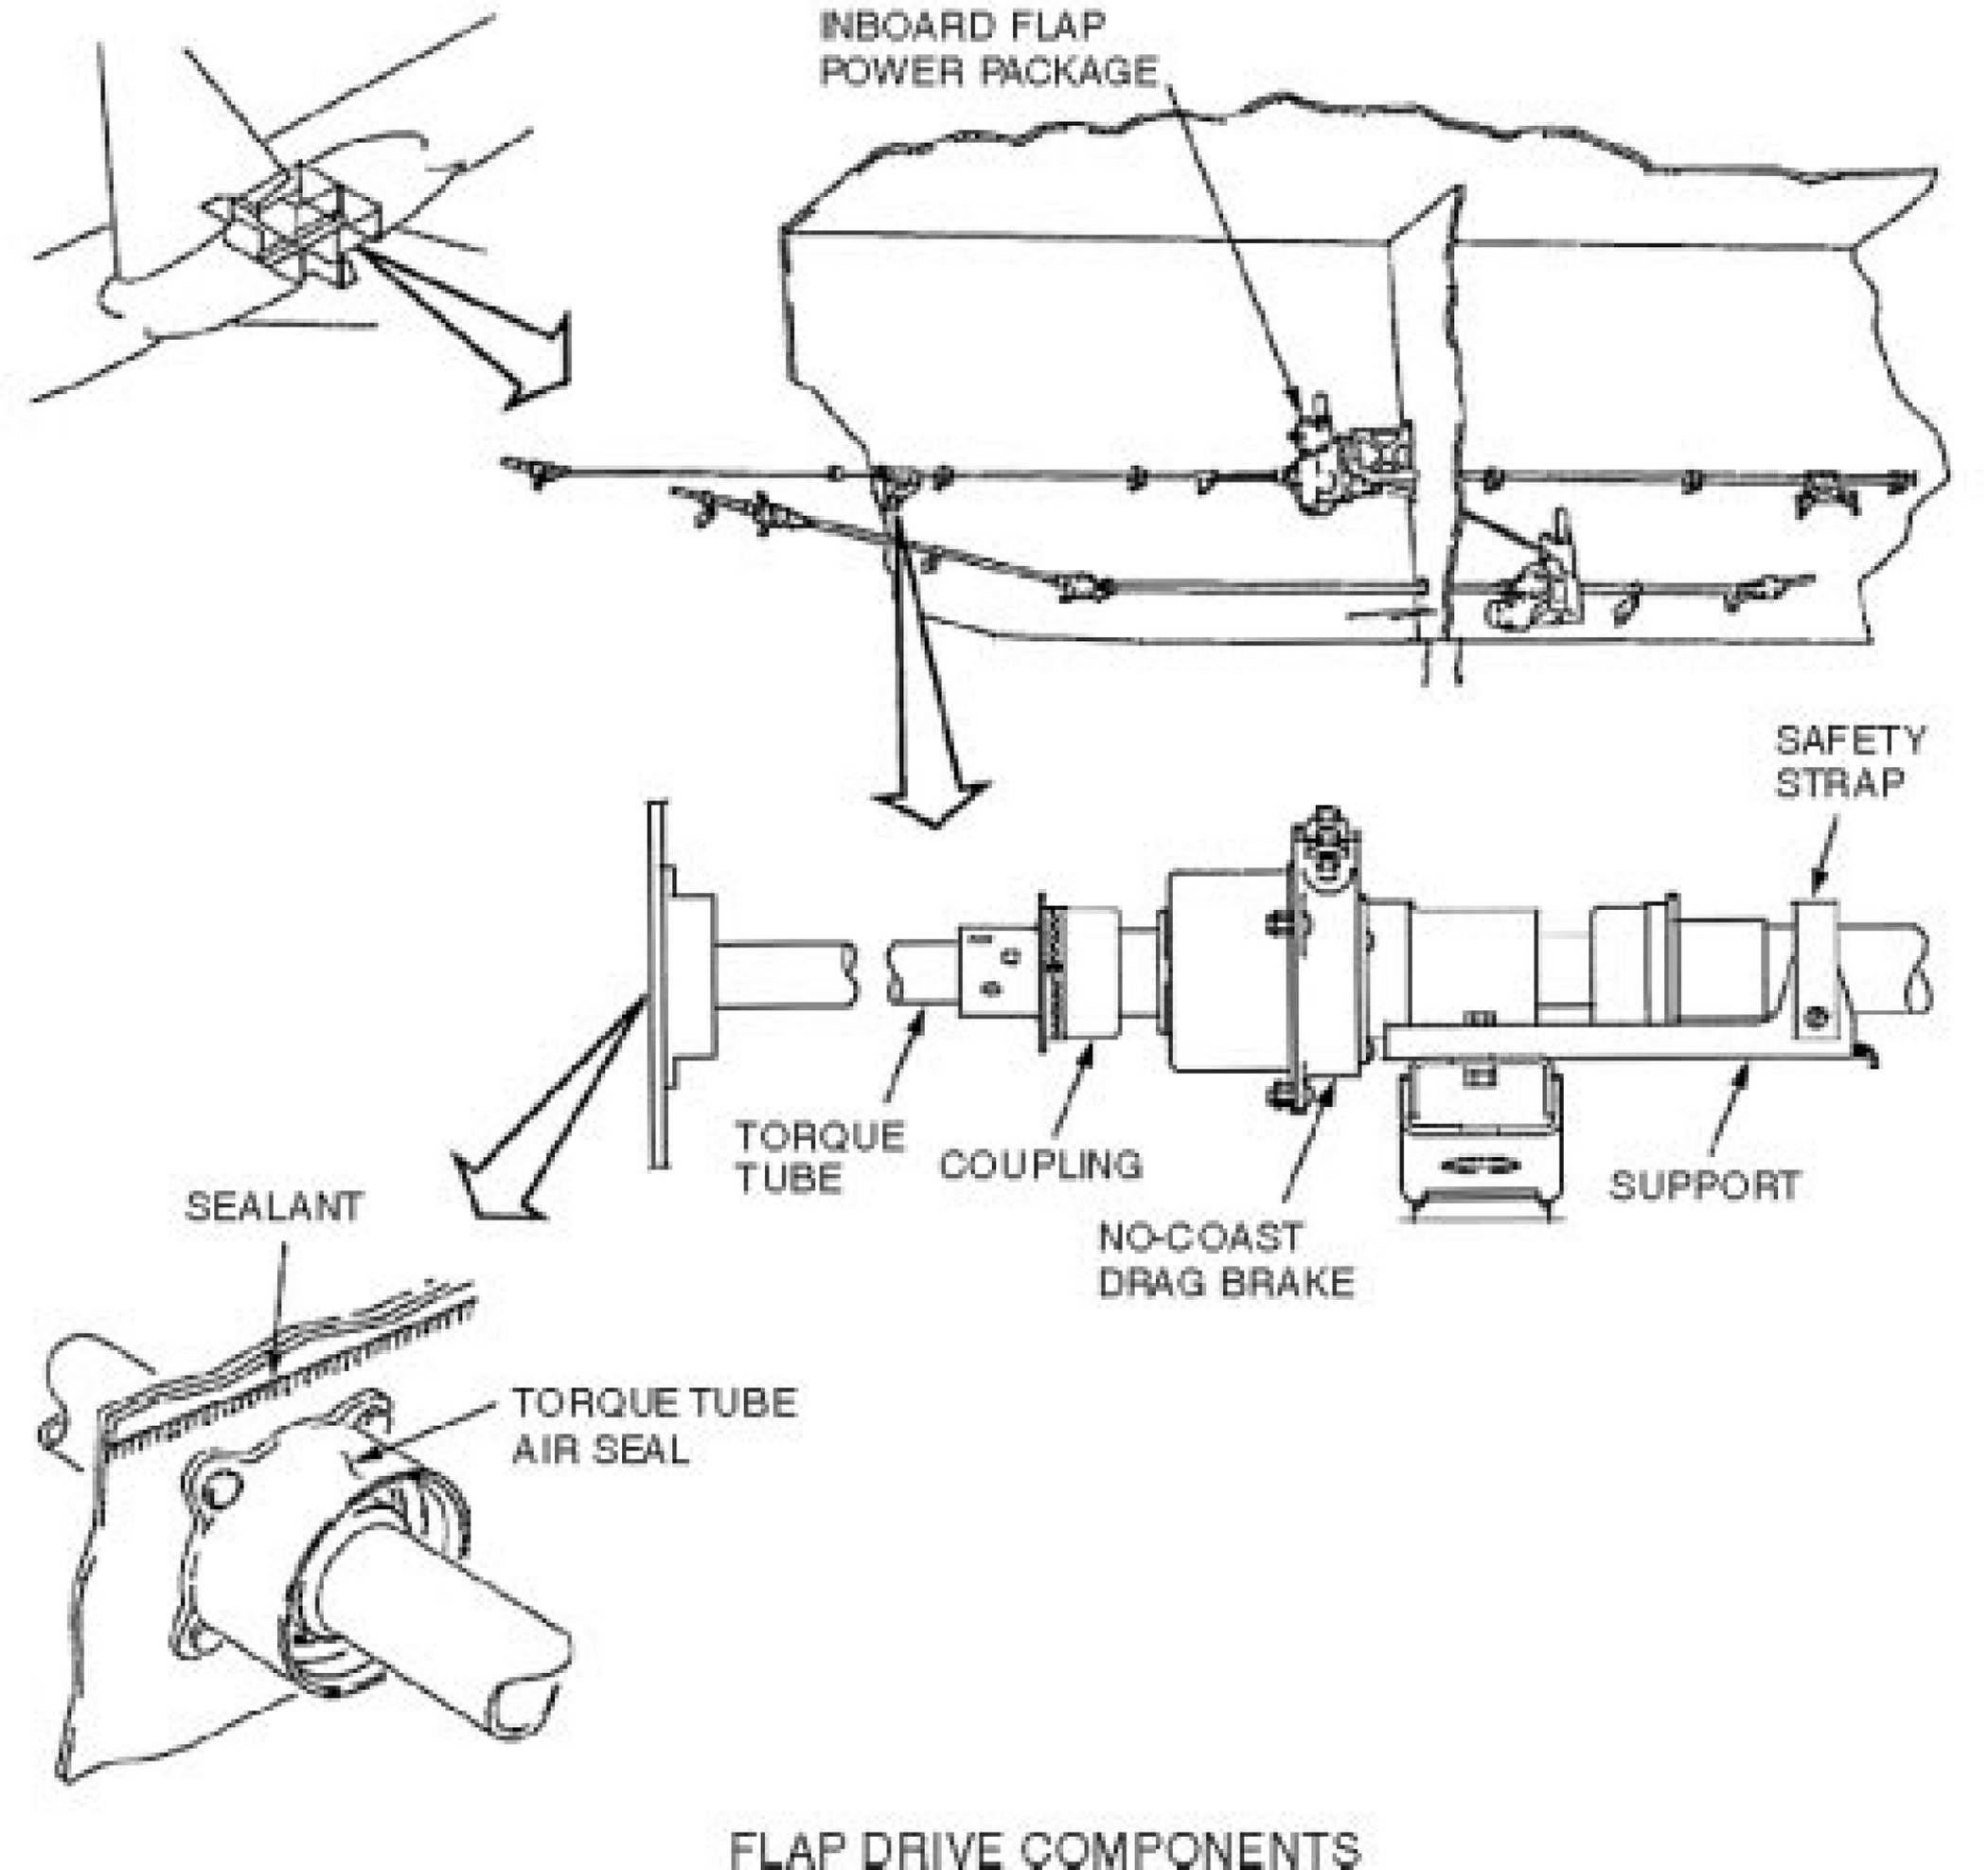 INBOARD FLAP
POWER PACKAGE
SAFETY
STRAP
TORQUE
TUBE
COUPLING
NO-COAST
DRAG BRAKE
SUPPORT
SEALANT
TORQUE TUBE
AIR SEAL
FLAP DRIVE COMPONENTS